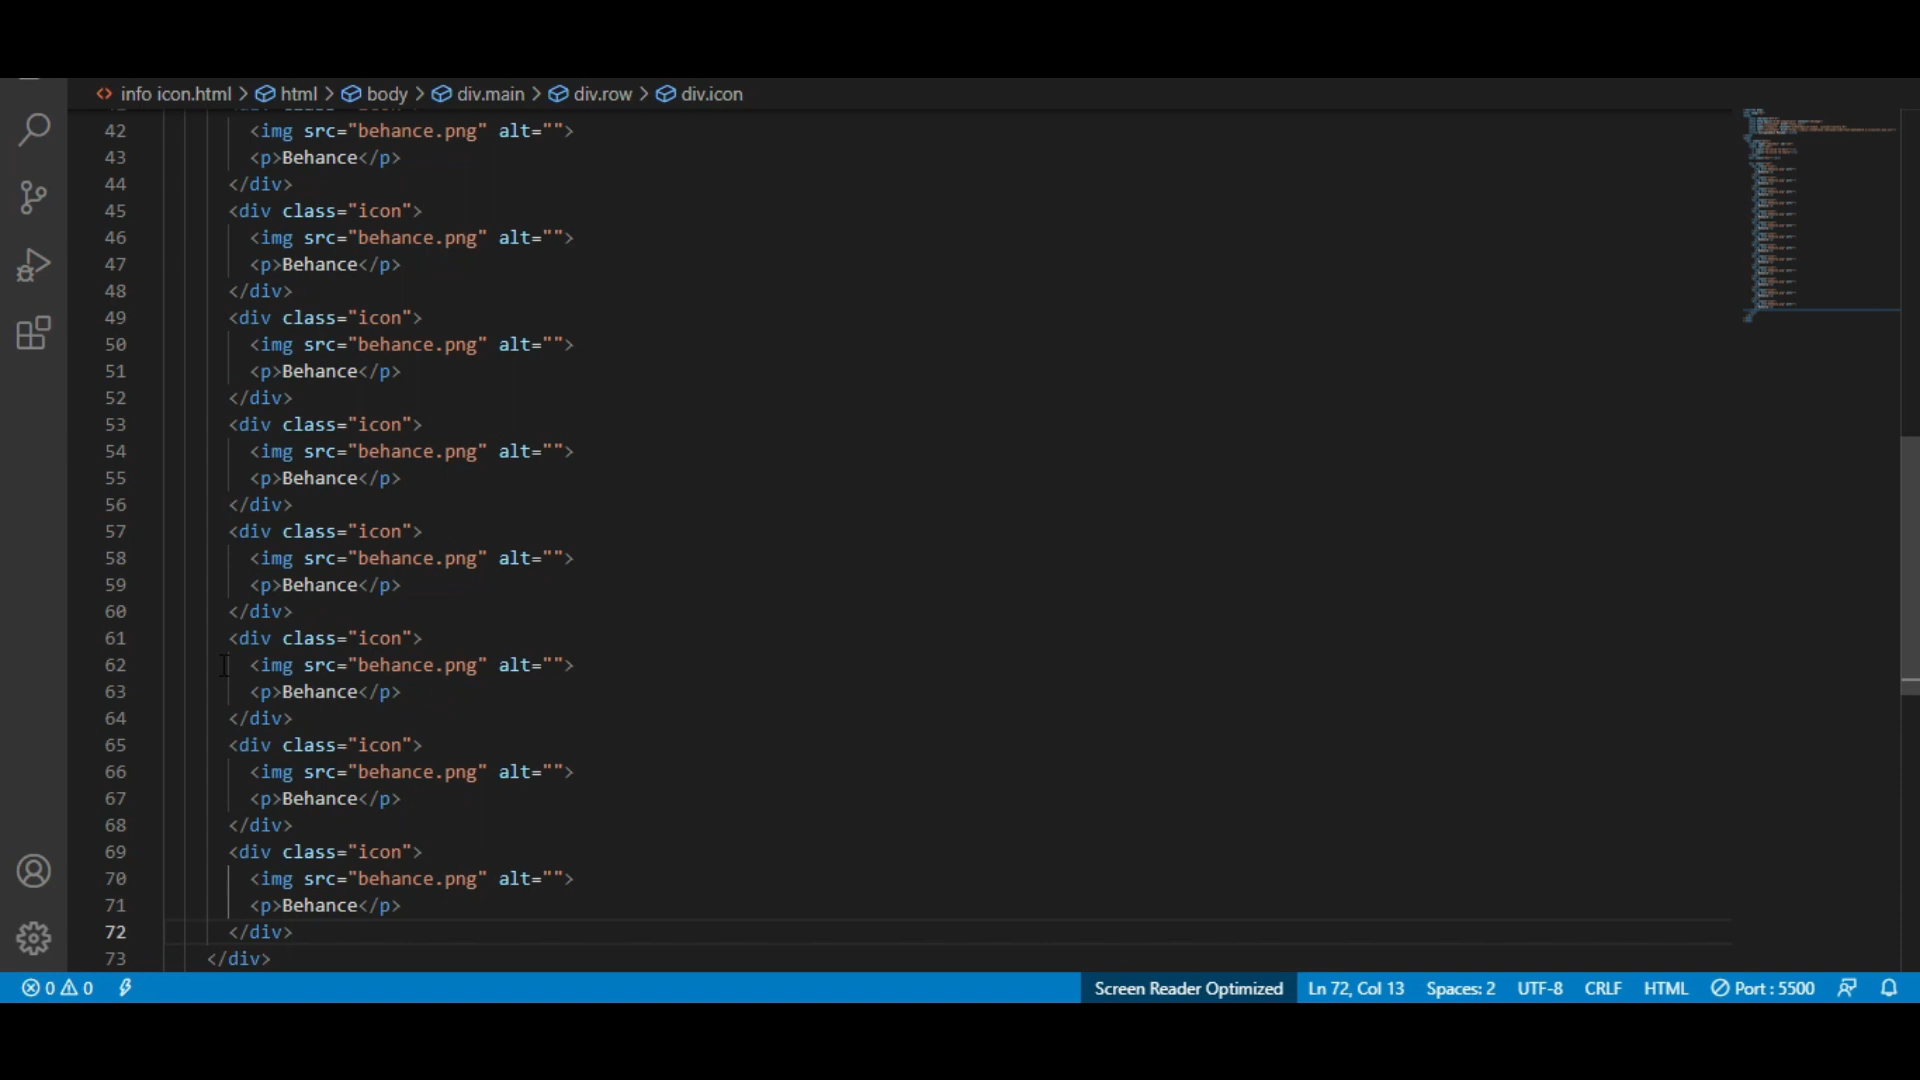 <> info icon.html > html > body > div.main > div.row > div.icon
42 <img src="behance.png" alt="">
43 <p>Behance</p>
44 </div>
45 <div class="icon">
46 <img src="behance.png" alt="">
47 <p>Behance</p>
48 </div>
49 <div class="icon">
50 <img src="behance.png" alt="">
51 <p>Behance</p>
52 </div>
53 <div class="icon">
54 <img src="behance.png" alt="">
55 <p>Behance</p>
56 </div>
57 <div class="icon">
58 <img src="behance.png" alt="">
59 <p>Behance</p>
60 </div>
61 <div class="icon">
62 <img src="behance.png" alt="">
63 <p>Behance</p>
64 </div>
65 <div class="icon">
66 <img src="behance.png" alt="">
67 <p>Behance</p>
68 </div>
69 <div class="icon">
70 <img src="behance.png" alt="">
71 <p>Behance</p>
72 </div>
73 </div>
0 0 Screen Reader Optimized Ln 72, Col 13 Spaces: 2 UTF-8 CRLF HTML Port : 5500